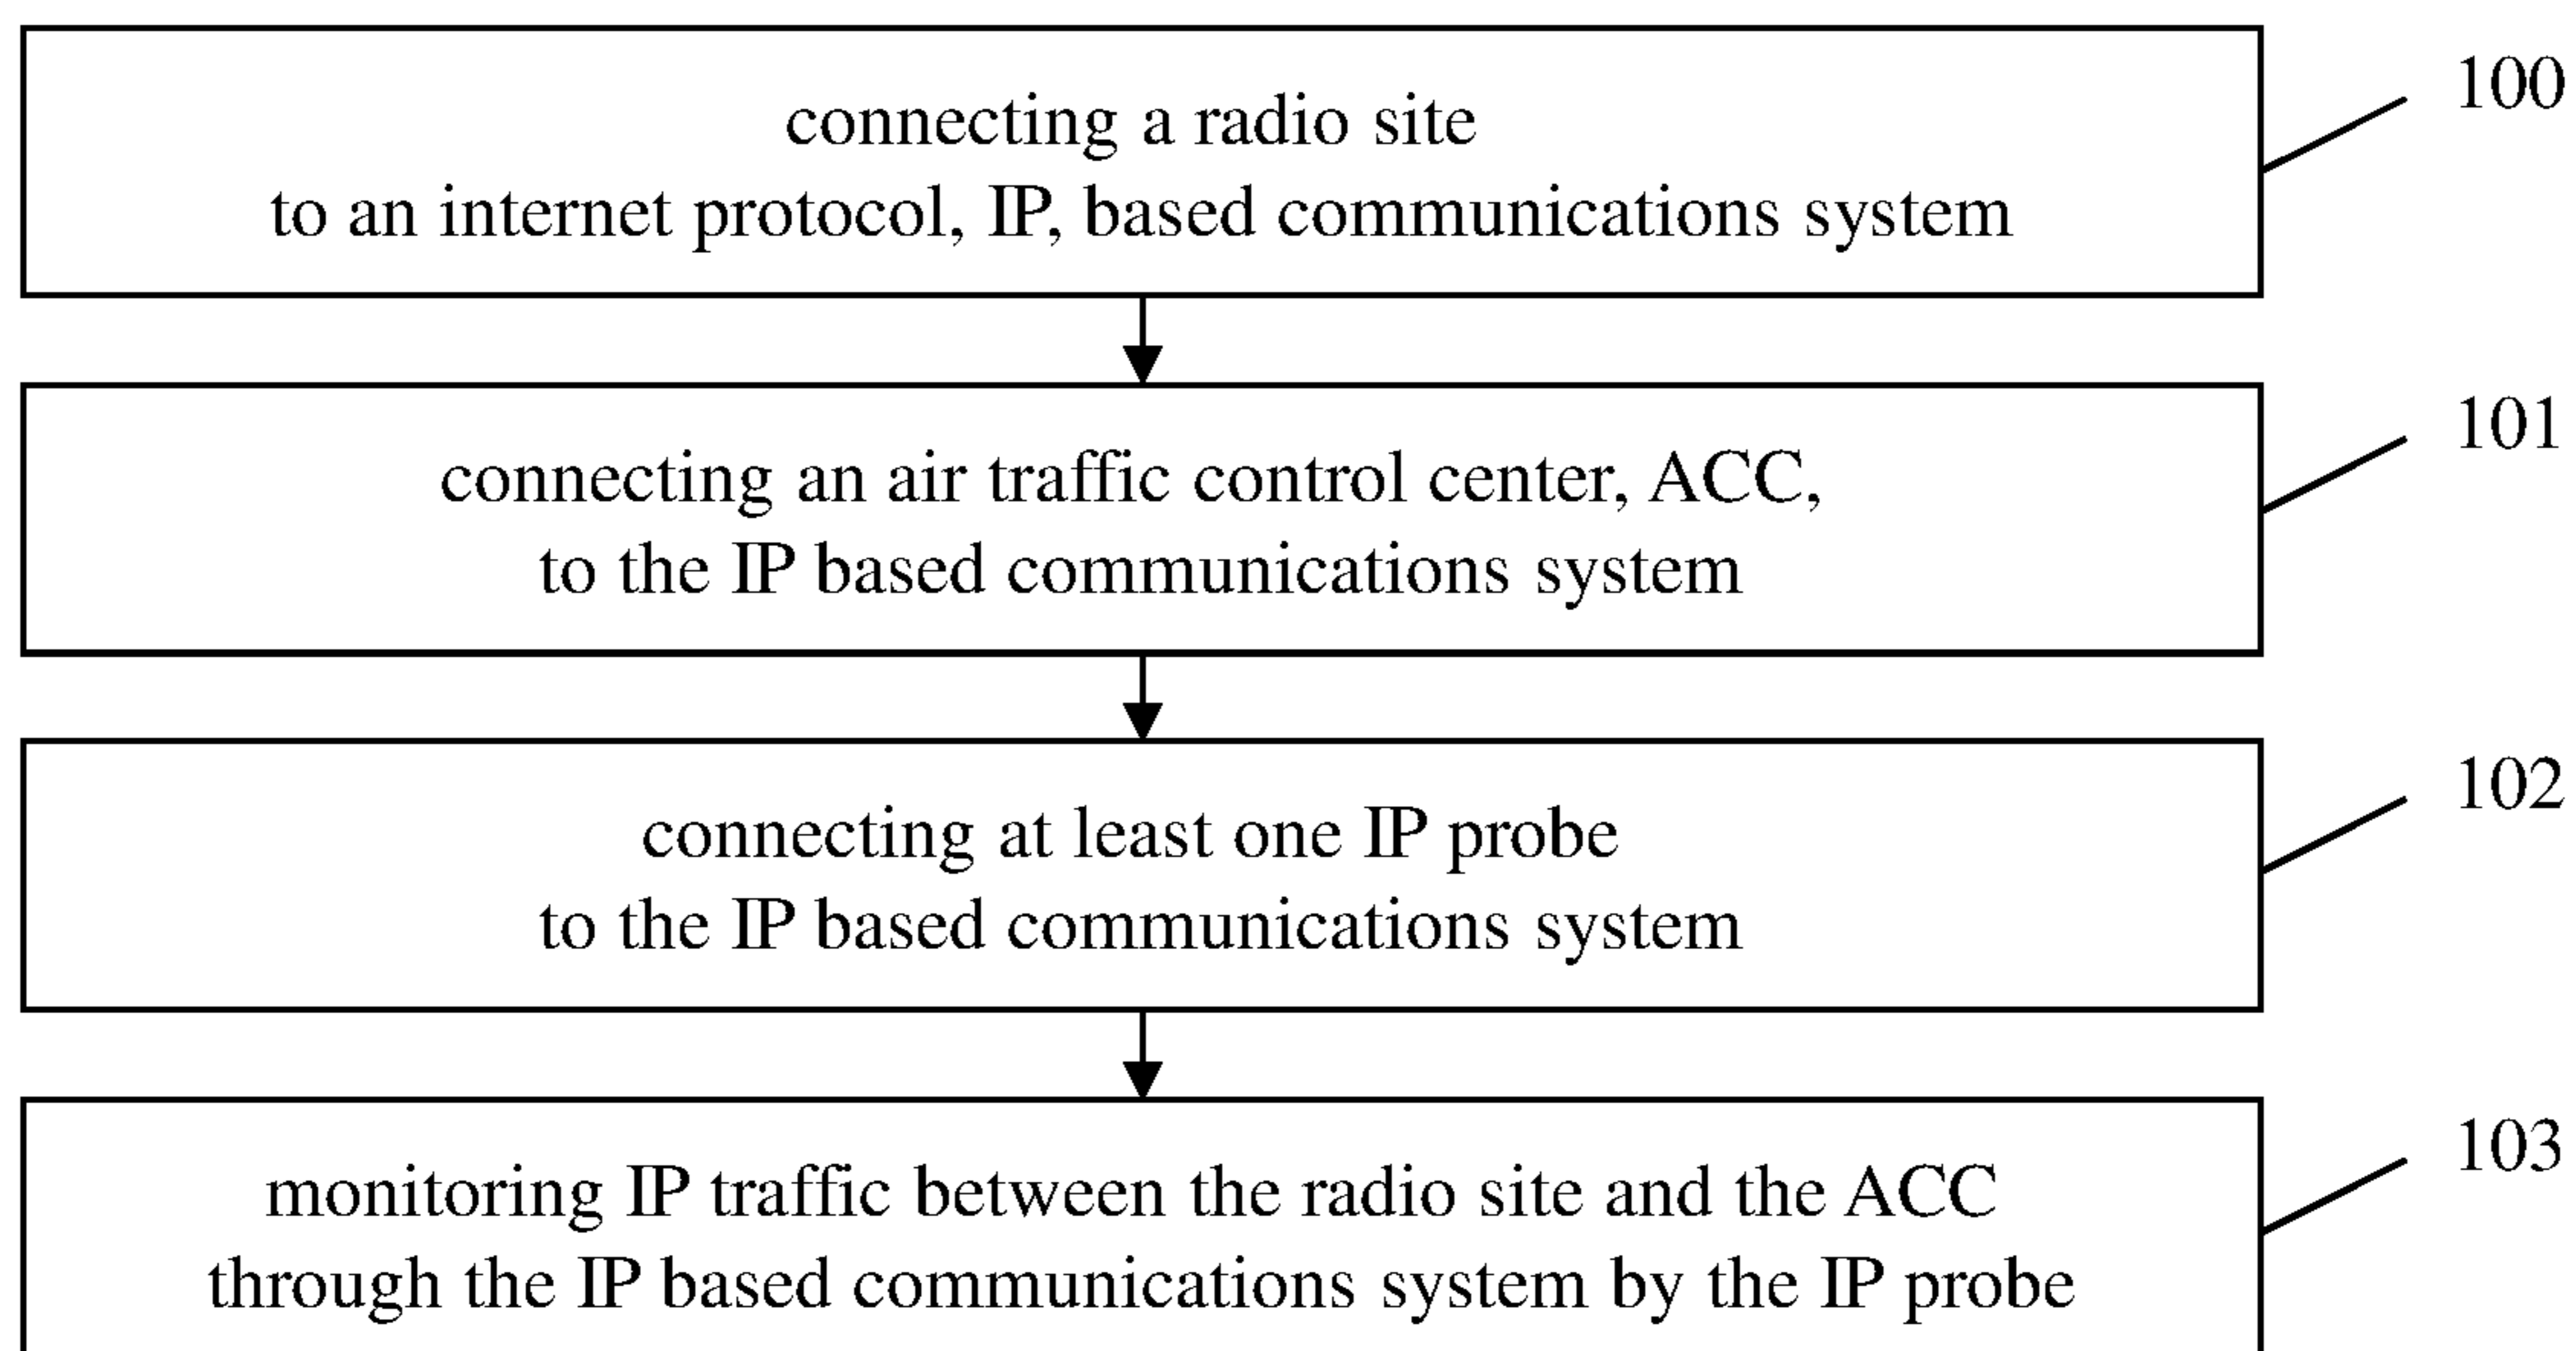 connecting a radio site
to an internet protocol, IP, based communications system
100
connecting an air traffic control center, ACC,
to the IP based communications system
101
connecting at least one IP probe
to the IP based communications system
102
monitoring IP traffic between the radio site and the ACC
through the IP based communications system by the IP probe
103